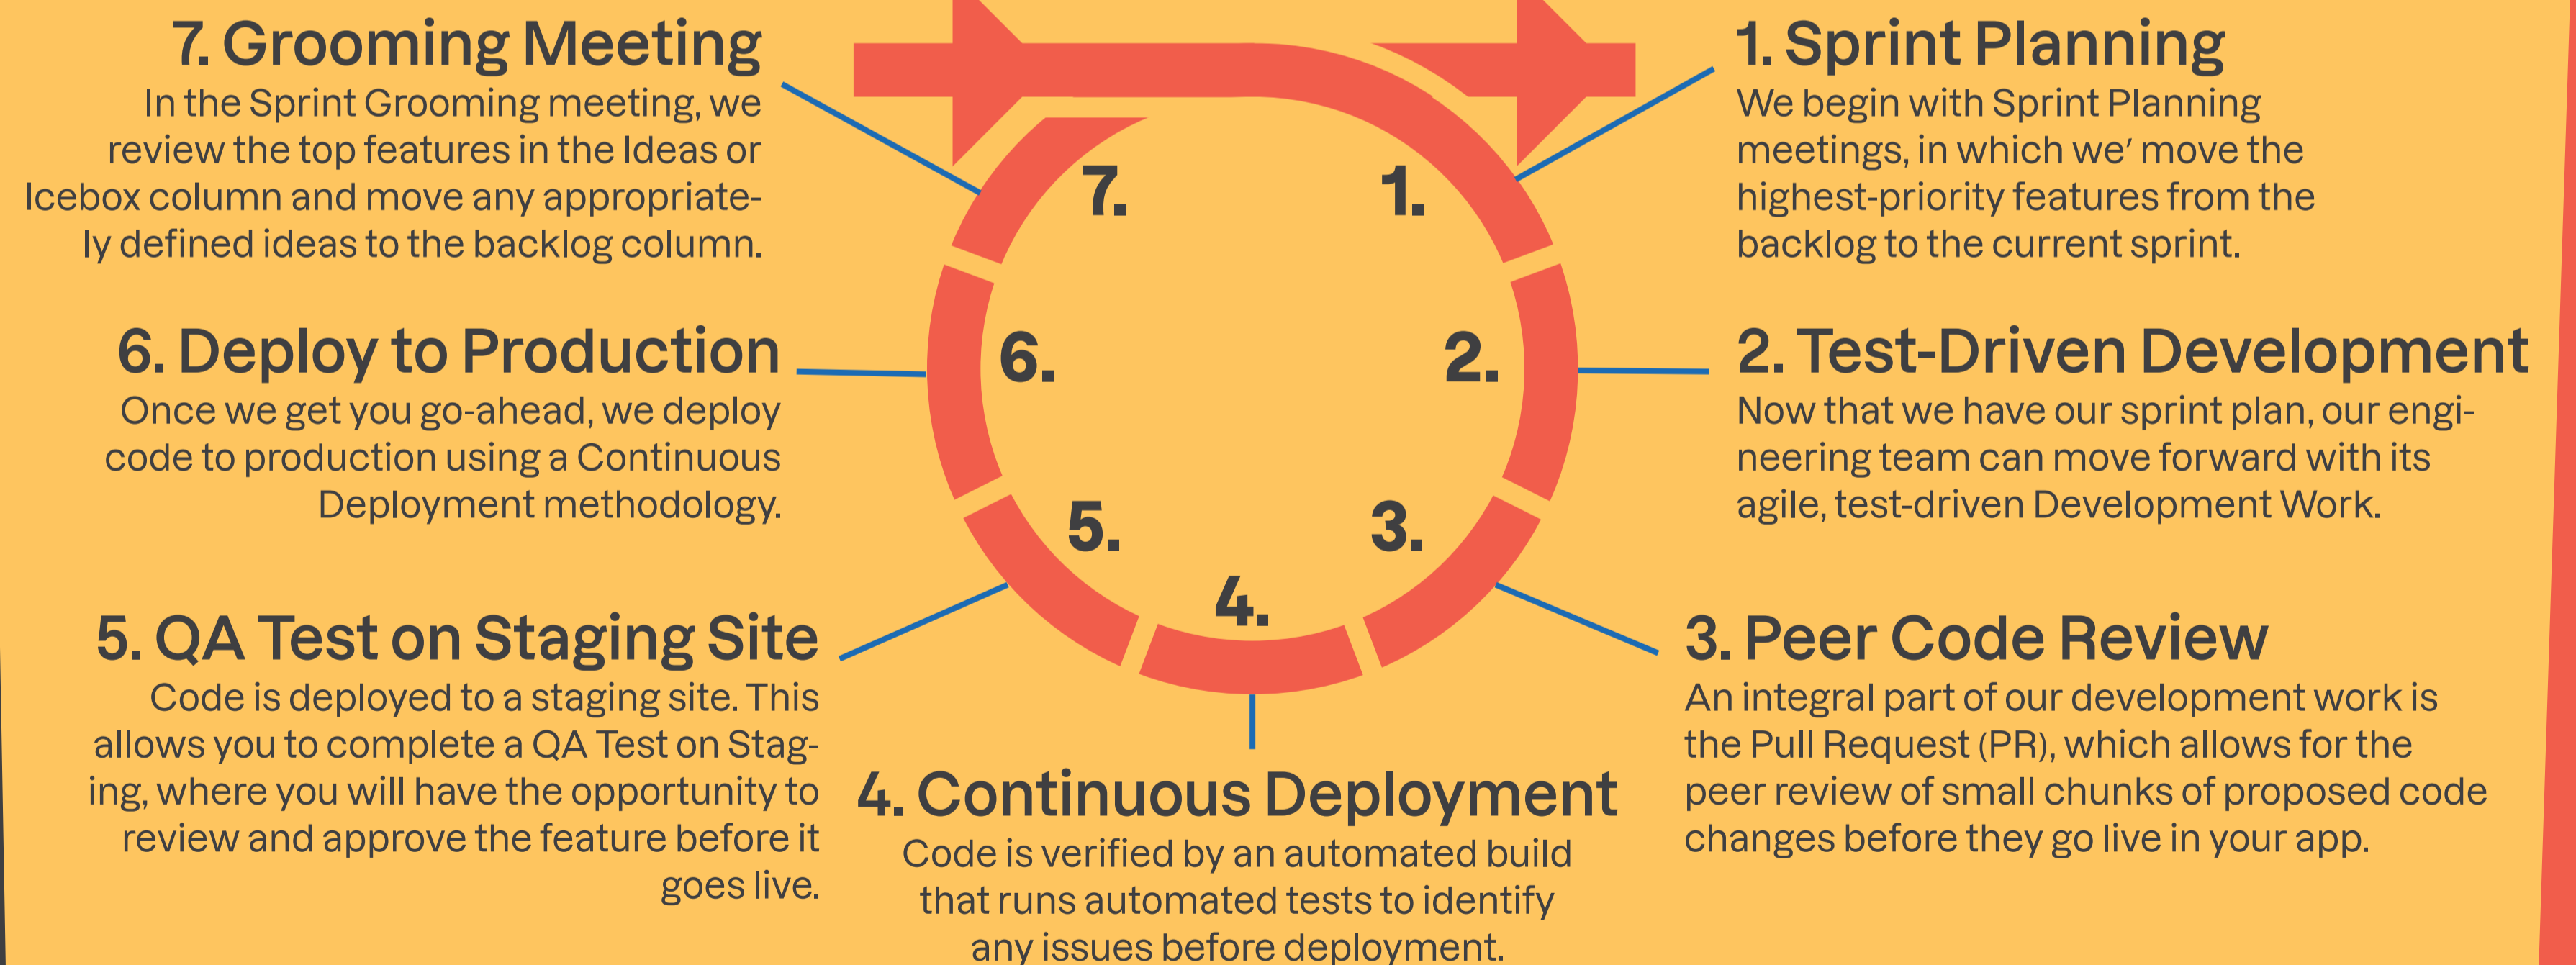 1. Sprint Planning
We begin with Sprint Planning
meetings, in which we' move the
highest-priority features from the
backlog to the current sprint.
2. Test-Driven Development
Now that we have our sprint plan, our engi-
neering team can move forward with its
agile, test-driven Development Work.
3. Peer Code Review
An integral part of our development work is
the Pull Request (PR), which allows for the
peer review of small chunks of proposed code
changes before they go live in your app.
4. Continuous Deployment
Code is verified by an automated build
that runs automated tests to identify
any issues before deployment.
5. QA Test on Staging Site
Code is deployed to a staging site. This
allows you to complete a QA Test on Stag-
ing, where you will have the opportunity to
review and approve the feature before it
goes live.
6. Deploy to Production
Once we get you go-ahead, we deploy
code to production using a Continuous
Deployment methodology.
7. Grooming Meeting
In the Sprint Grooming meeting, we
review the top features in the Ideas or
Icebox column and move any appropriate-
ly defined ideas to the backlog column.
1.
2.
3.
4.
5.
6.
7.